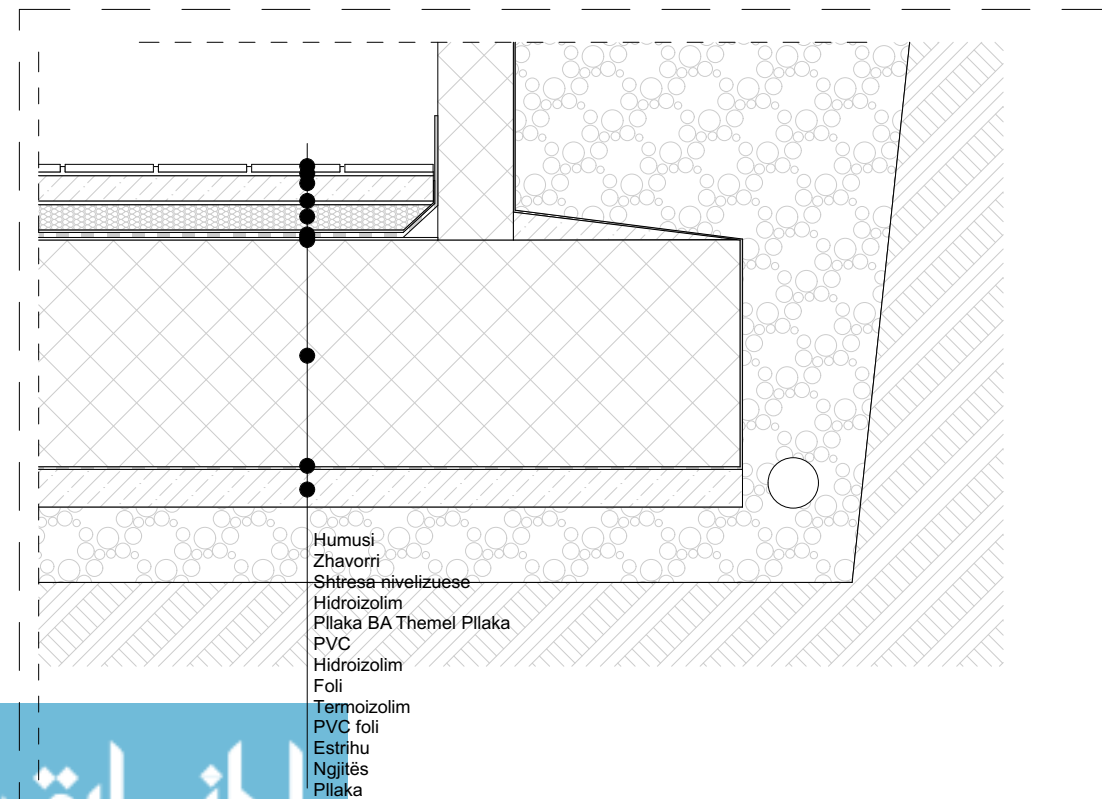 Humusi
Zhavorri
Shtresa nivelizuese
Hidroizolim
Pllaka BA Themel Pllaka
PVC
Hidroizolim
Foli
Termoizolim
PVC foli
Estrihu
Ngjitës
Pllaka